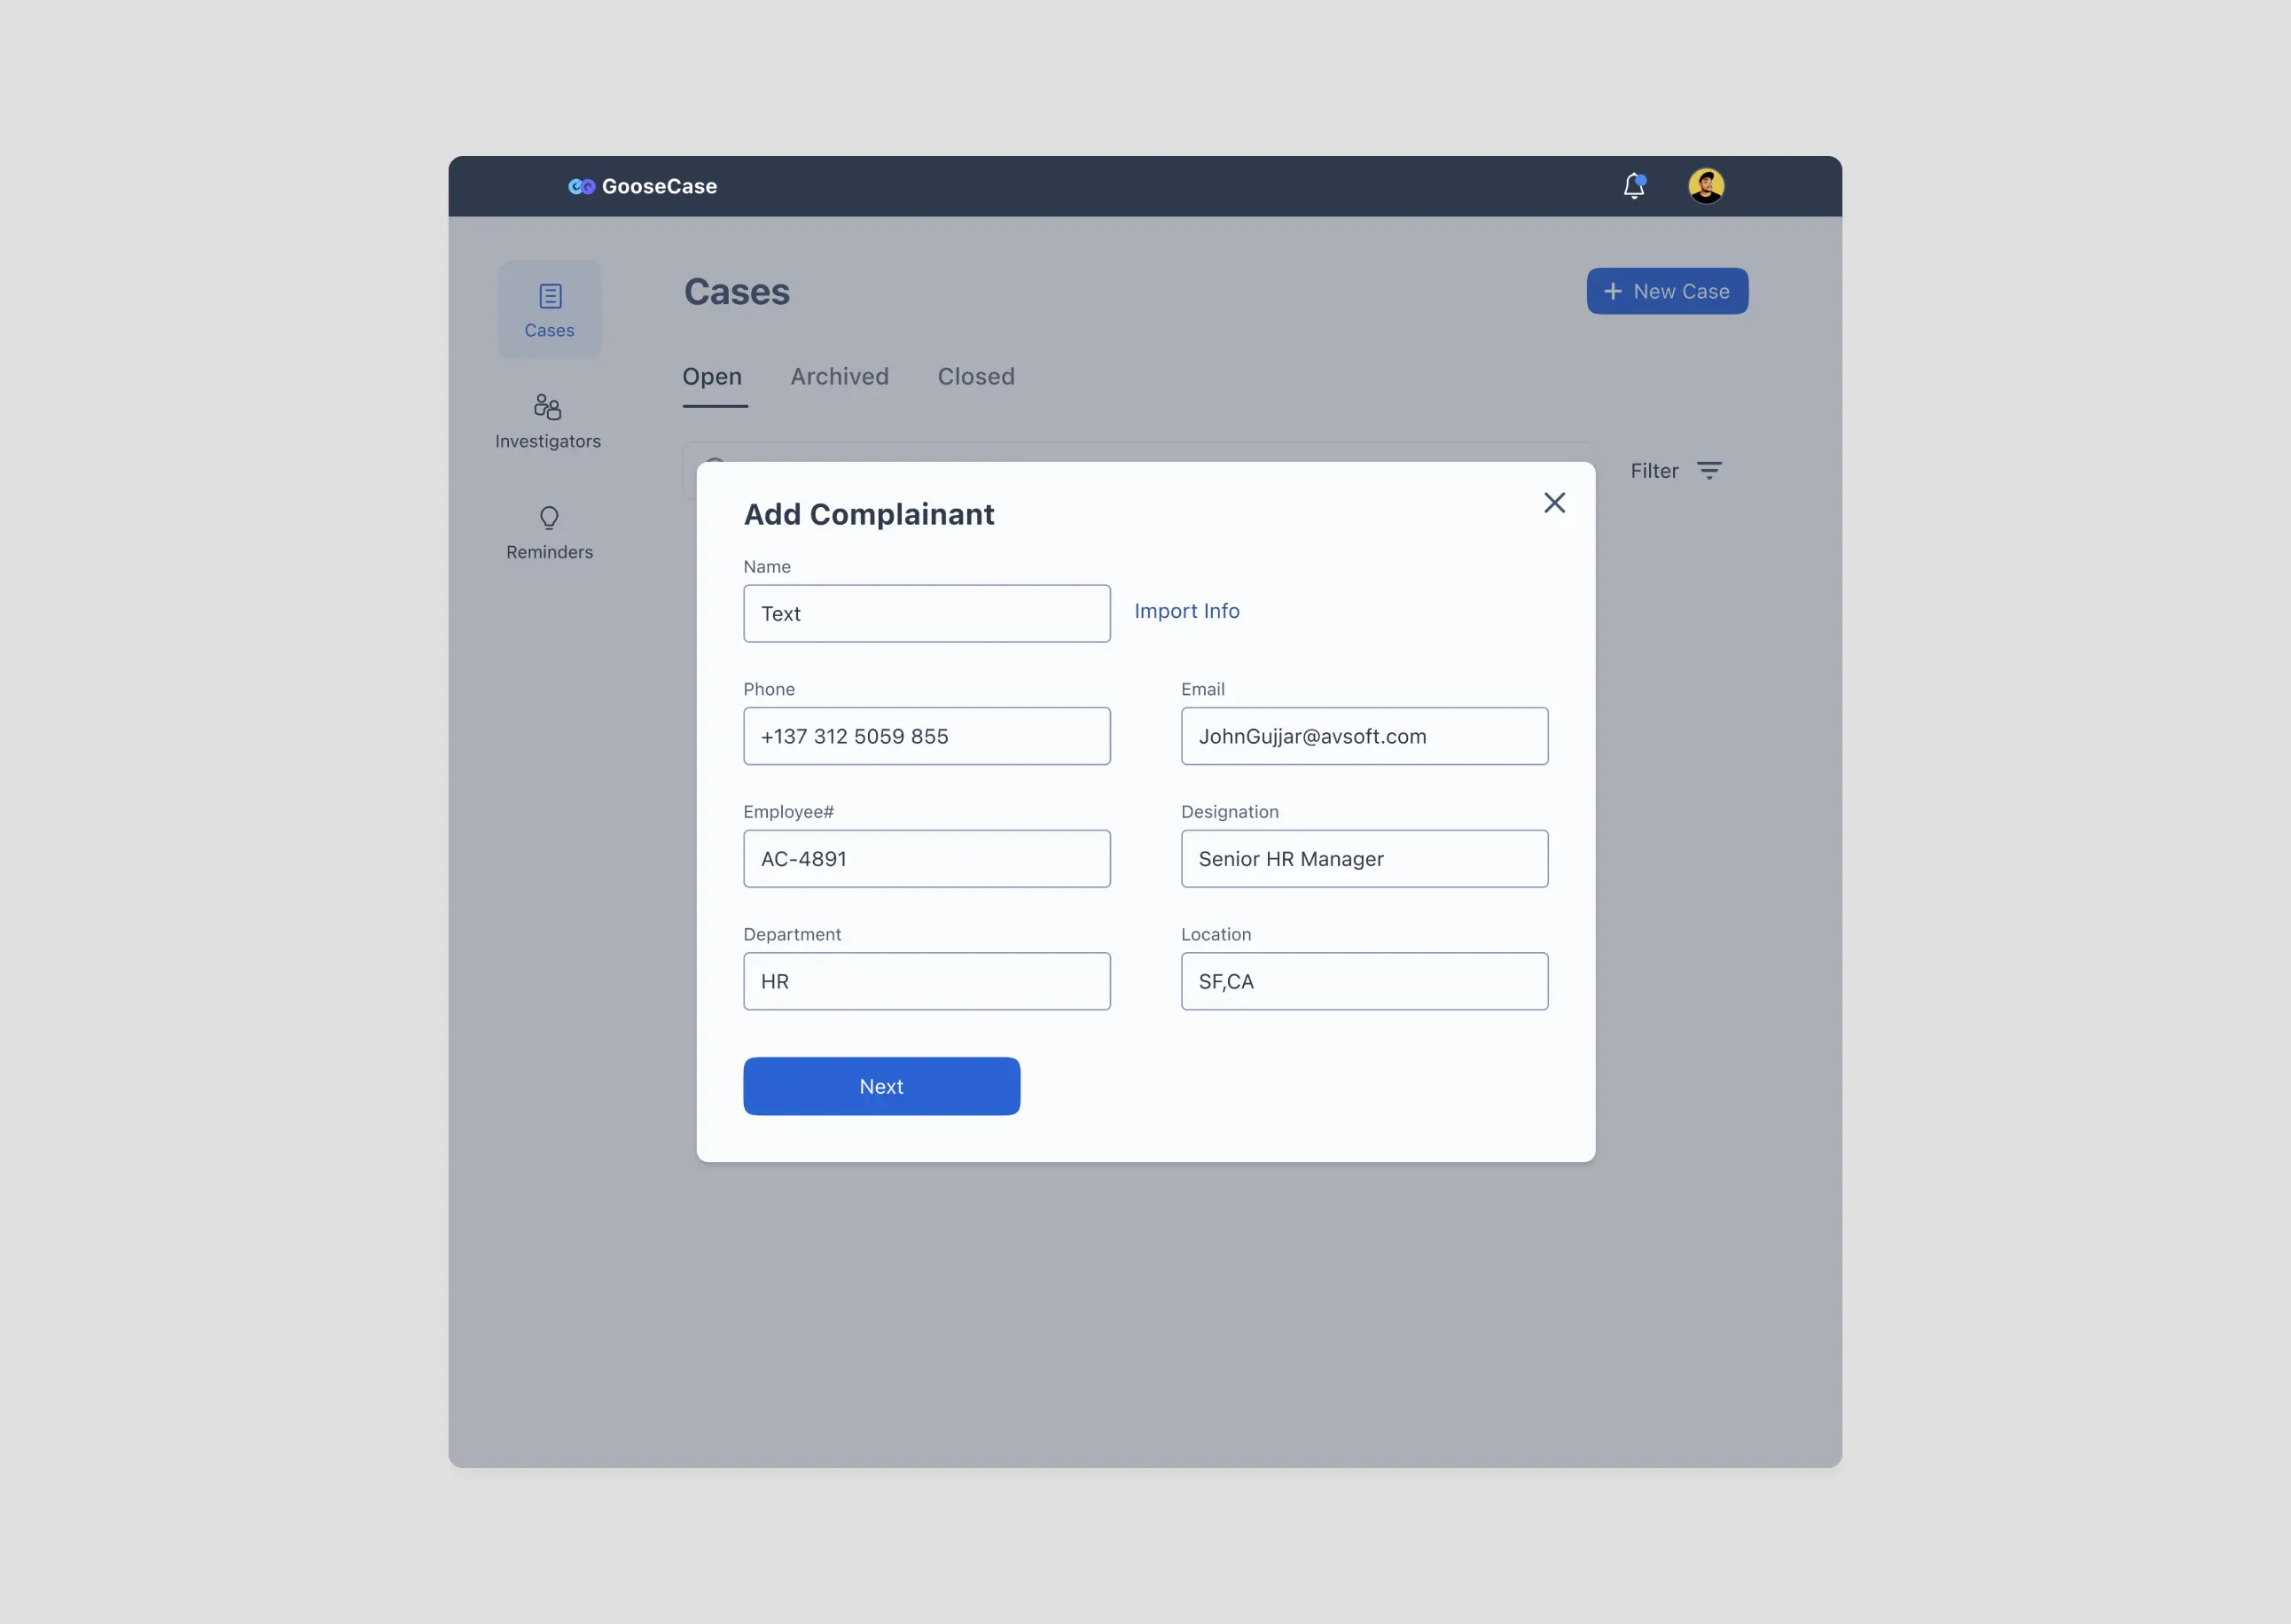 GooseCase
Cases
Investigators
Reminders
Cases
+ New Case
Open Archived Closed
Filter
Add Complainant
Name
Text
Import Info
Phone
+137 312 5059 855
Email
JohnGujjar@avsoft.com
Employee#
AC-4891
Designation
Senior HR Manager
Department
HR
Location
SF,CA
Next